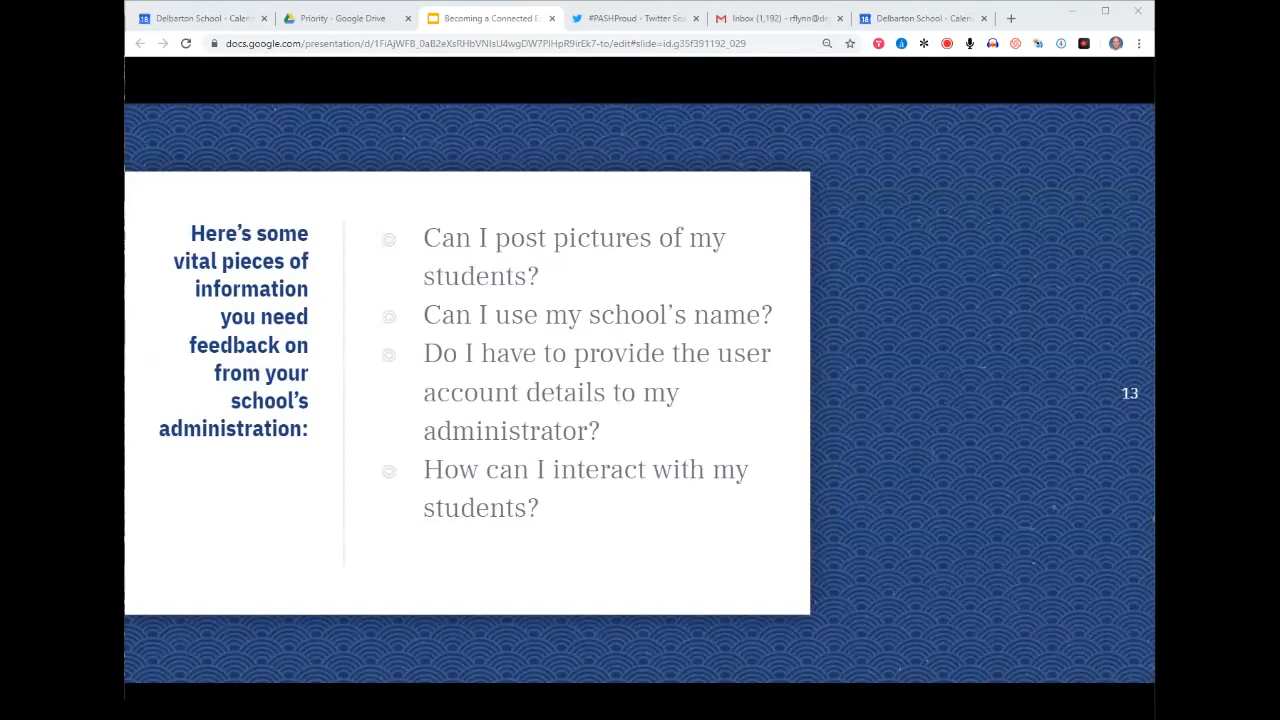 Delbarton School - Calen
Priority - Google Drive
Becoming a Connected E
#PASHProud - Twitter Sea
Inbox (1,192) - rflynn@de
Delbarton School - Calen
docs.google.com/presentation/d/
edit#slide=id.g35f391192_029
Here's some
vital pieces of
information
you need
feedback on
from your
school's
administration:
Can I post pictures of my
students?
Can I use my school's name?
Do I have to provide the user
account details to my
administrator?
How can I interact with my
students?
13